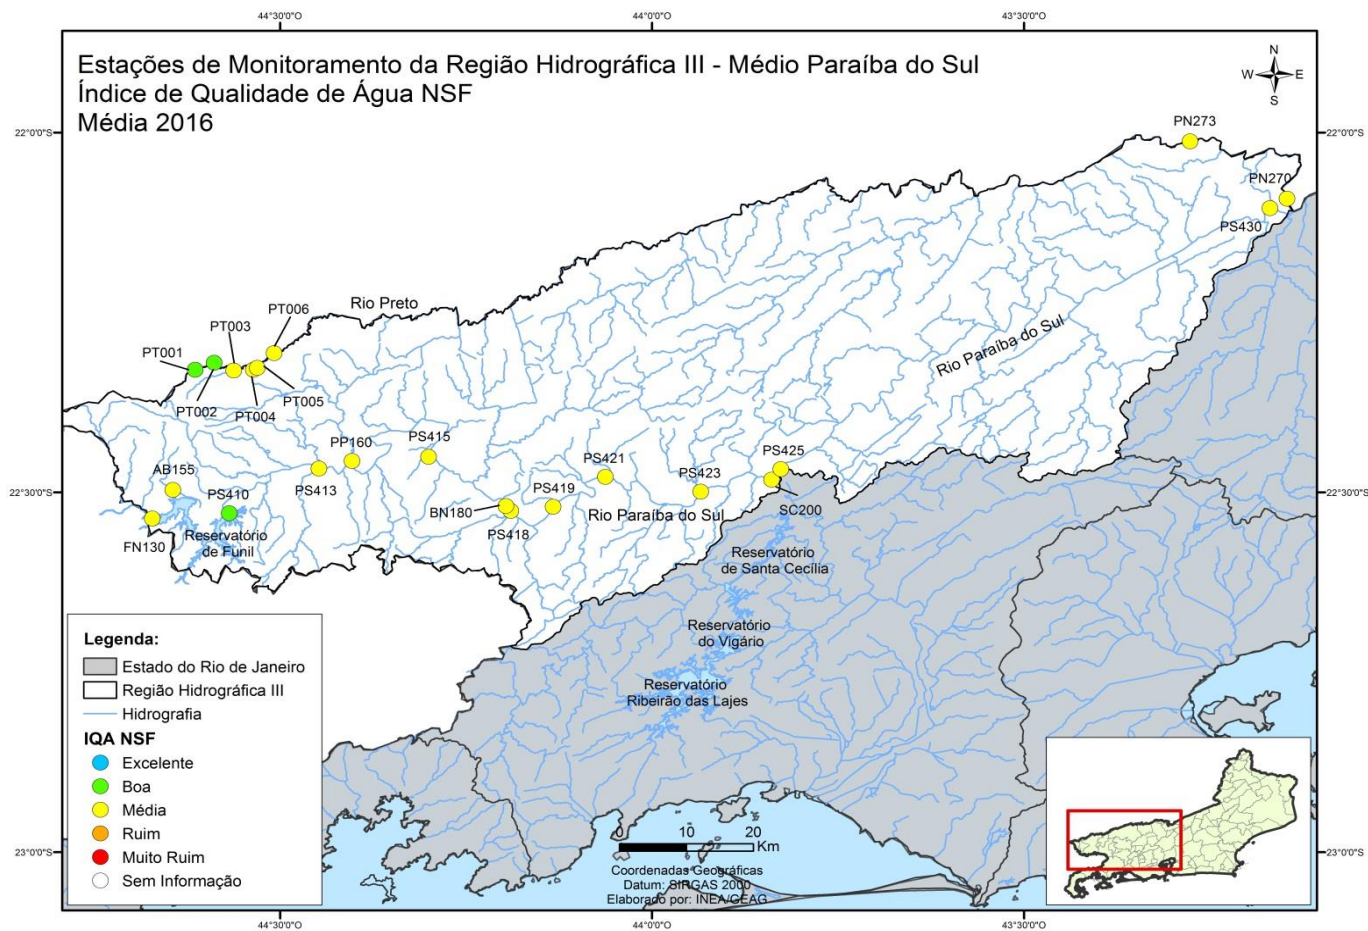 44°30'0"O
44°0'0"O
43°30'0"O
Estações de Monitoramento da Região Hidrográfica III - Médio Paraíba do Sul
Índice de Qualidade de Água NSF
Média 2016
N
W
E
S
22°0'0"S
22°0'0"S
PN273
PN270
PS430
Rio Preto
PT006
PT003
PT001
PT002
PT004
PT005
Rio Paraíba do Sul
AB155
PS410
PS413
PP160
PS415
PS421
PS423
PS425
SC200
22°30'0"S
22°30'0"S
FN130
Reservatório
de Funil
BN180
PS418
PS419
Rio Paraíba do Sul
Reservatório
de Santa Cecília
Reservatório
do Vigário
Reservatório
Ribeirão das Lajes
Legenda:
Estado do Rio de Janeiro
Região Hidrográfica III
Hidrografia
IQA NSF
Excelente
Boa
Média
Ruim
Muito Ruim
Sem Informação
0 10 20
Km
Coordenadas Geográficas
Datum: SIRGAS 2000
Elaborado por: INEA/GEAG
23°0'0"S
23°0'0"S
44°30'0"O
44°0'0"O
43°30'0"O